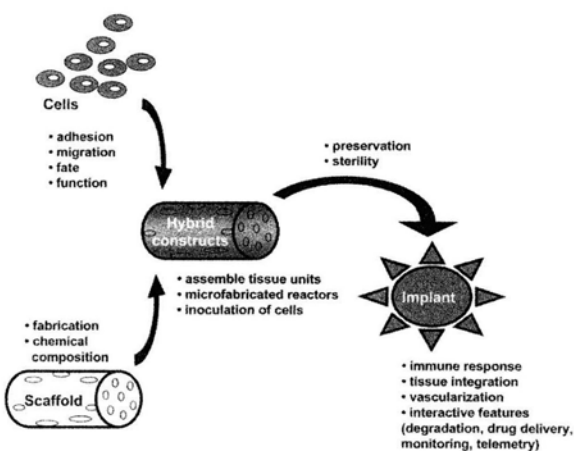 Cells
• adhesion
• migration
• fate
• function
• preservation
• sterility
Hybrid
constructs
• assemble tissue units
• microfabricated reactors
• inoculation of cells
Implant
• fabrication
• chemical
composition
Scaffold
• immune response
• tissue integration
• vascularization
• interactive features
(degradation, drug delivery,
monitoring, telemetry)